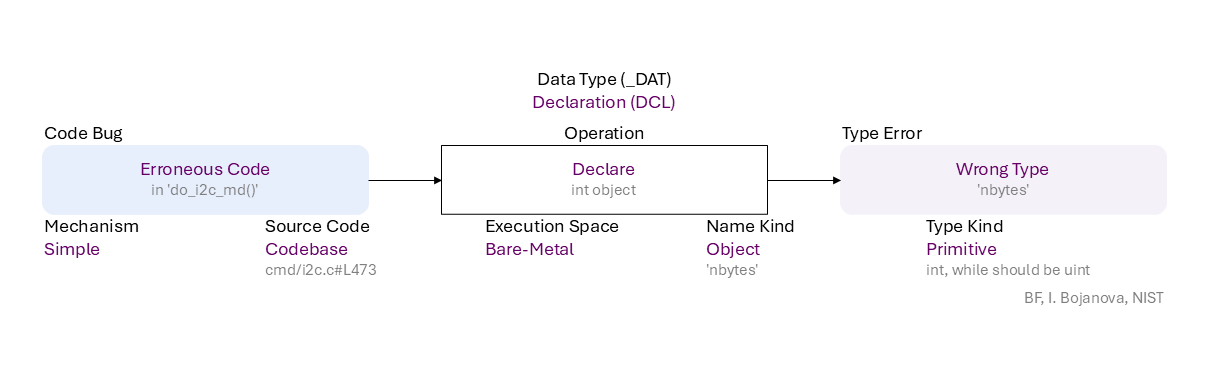 Data Type (_DAT)
Declaration (DCL)
Code Bug
Operation
Type Error
Erroneous Code
in 'do_i2c_md()'
Declare
int object
Wrong Type
'nbytes'
Mechanism
Simple
Source Code
Codebase
cmd/i2c.c#L473
Execution Space
Bare-Metal
Name Kind
Object
'nbytes'
Type Kind
Primitive
int, while should be uint
BF, I. Bojanova, NIST